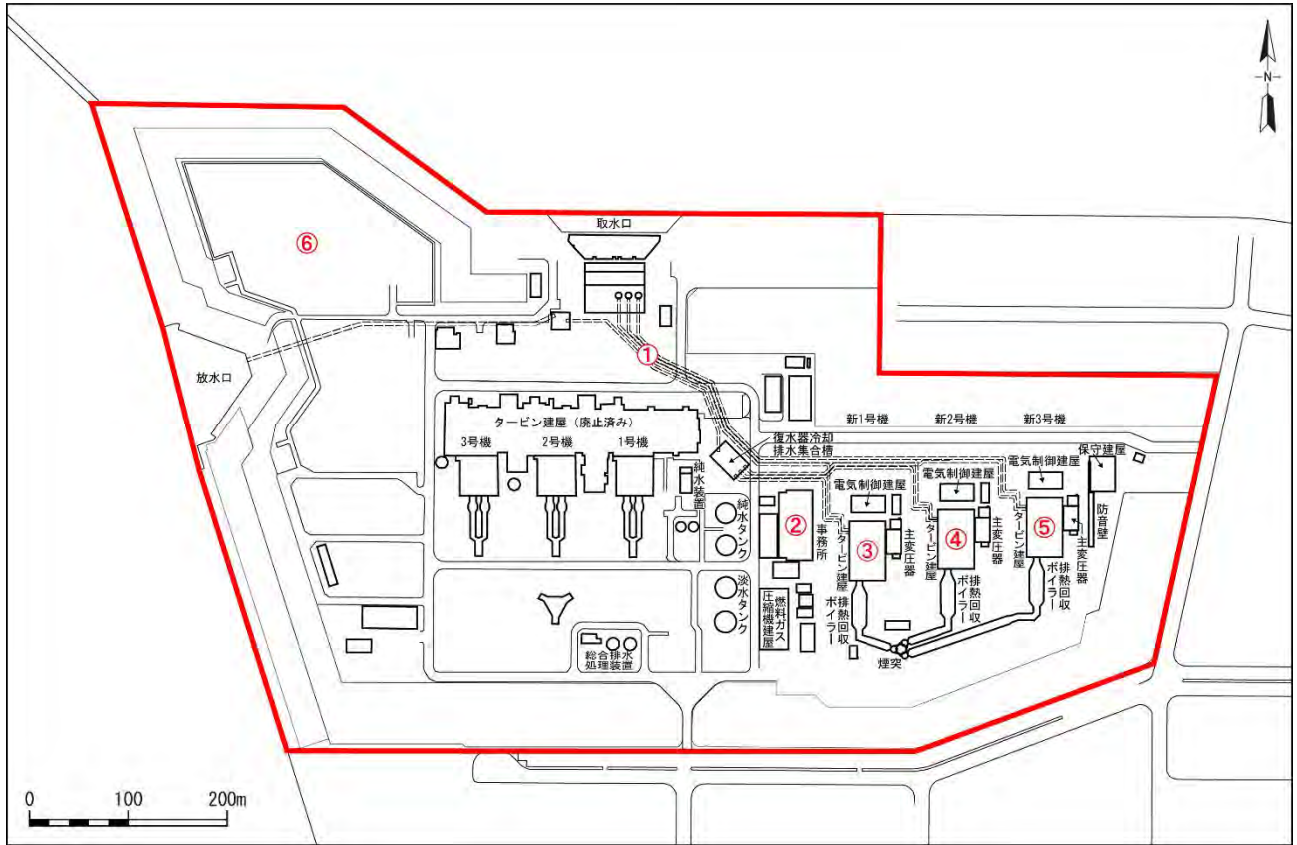 N
取水口
⑥
①
放水口
タービン建屋（廃止済み）
3号機
2号機
1号機
復水器冷却
排水集合槽
新1号機
新2号機
新3号機
保守建屋
電気制御建屋
電気制御建屋
電気制御建屋
純水装置
純水タンク
淡水タンク
②
事務所
③
タービン建屋
主変圧器
④
タービン建屋
主変圧器
⑤
タービン建屋
主変圧器
防音壁
燃料ガス
圧縮機建屋
排熱回収
ボイラー
排熱回収
ボイラー
排熱回収
ボイラー
煙突
総合排水
処理装置
0 100 200m